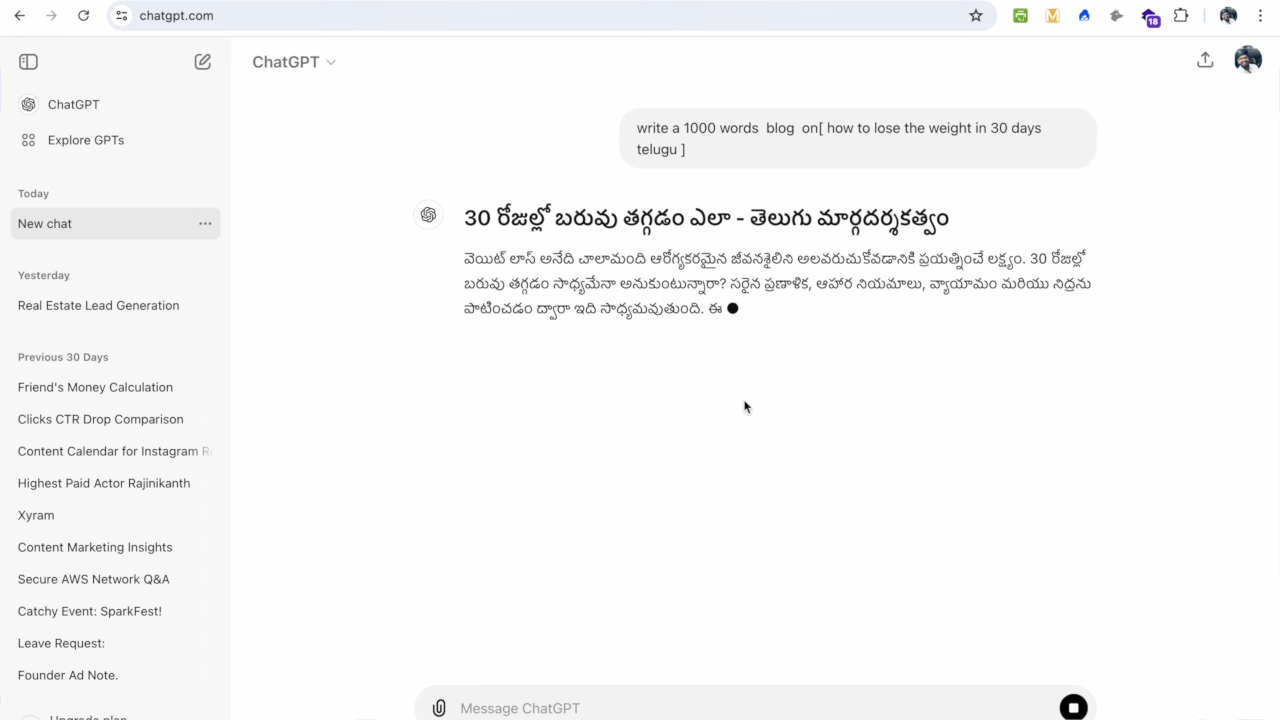 chatgpt.com
18
ChatGPT
Explore GPTs
Today
New chat
Yesterday
Real Estate Lead Generation
Previous 30 Days
Friend's Money Calculation
Clicks CTR Drop Comparison
Content Calendar for Instagram R
Highest Paid Actor Rajinikanth
Xyram
Content Marketing Insights
Secure AWS Network Q&A
Catchy Event: SparkFest!
Leave Request:
Founder Ad Note.
Upgrade plan
ChatGPT
write a 1000 words blog on[ how to lose the weight in 30 days
telugu ]
30 రోజుల్లో బరువు తగ్గడం ఎలా - తెలుగు మార్గదర్శకత్వం
వెయిట్ లాస్ అనేది చాలామంది ఆరోగ్యకరమైన జీవనశైలిని అలవరుచుకోవడానికి ప్రయత్నించే లక్ష్యం. 30 రోజుల్లో
బరువు తగ్గడం సాధ్యమేనా అనుకుంటున్నారా? సరైన ప్రణాళిక, ఆహార నియమాలు, వ్యాయామం మరియు నిద్రను
పాటించడం ద్వారా ఇది సాధ్యమవుతుంది. ఈ
Message ChatGPT